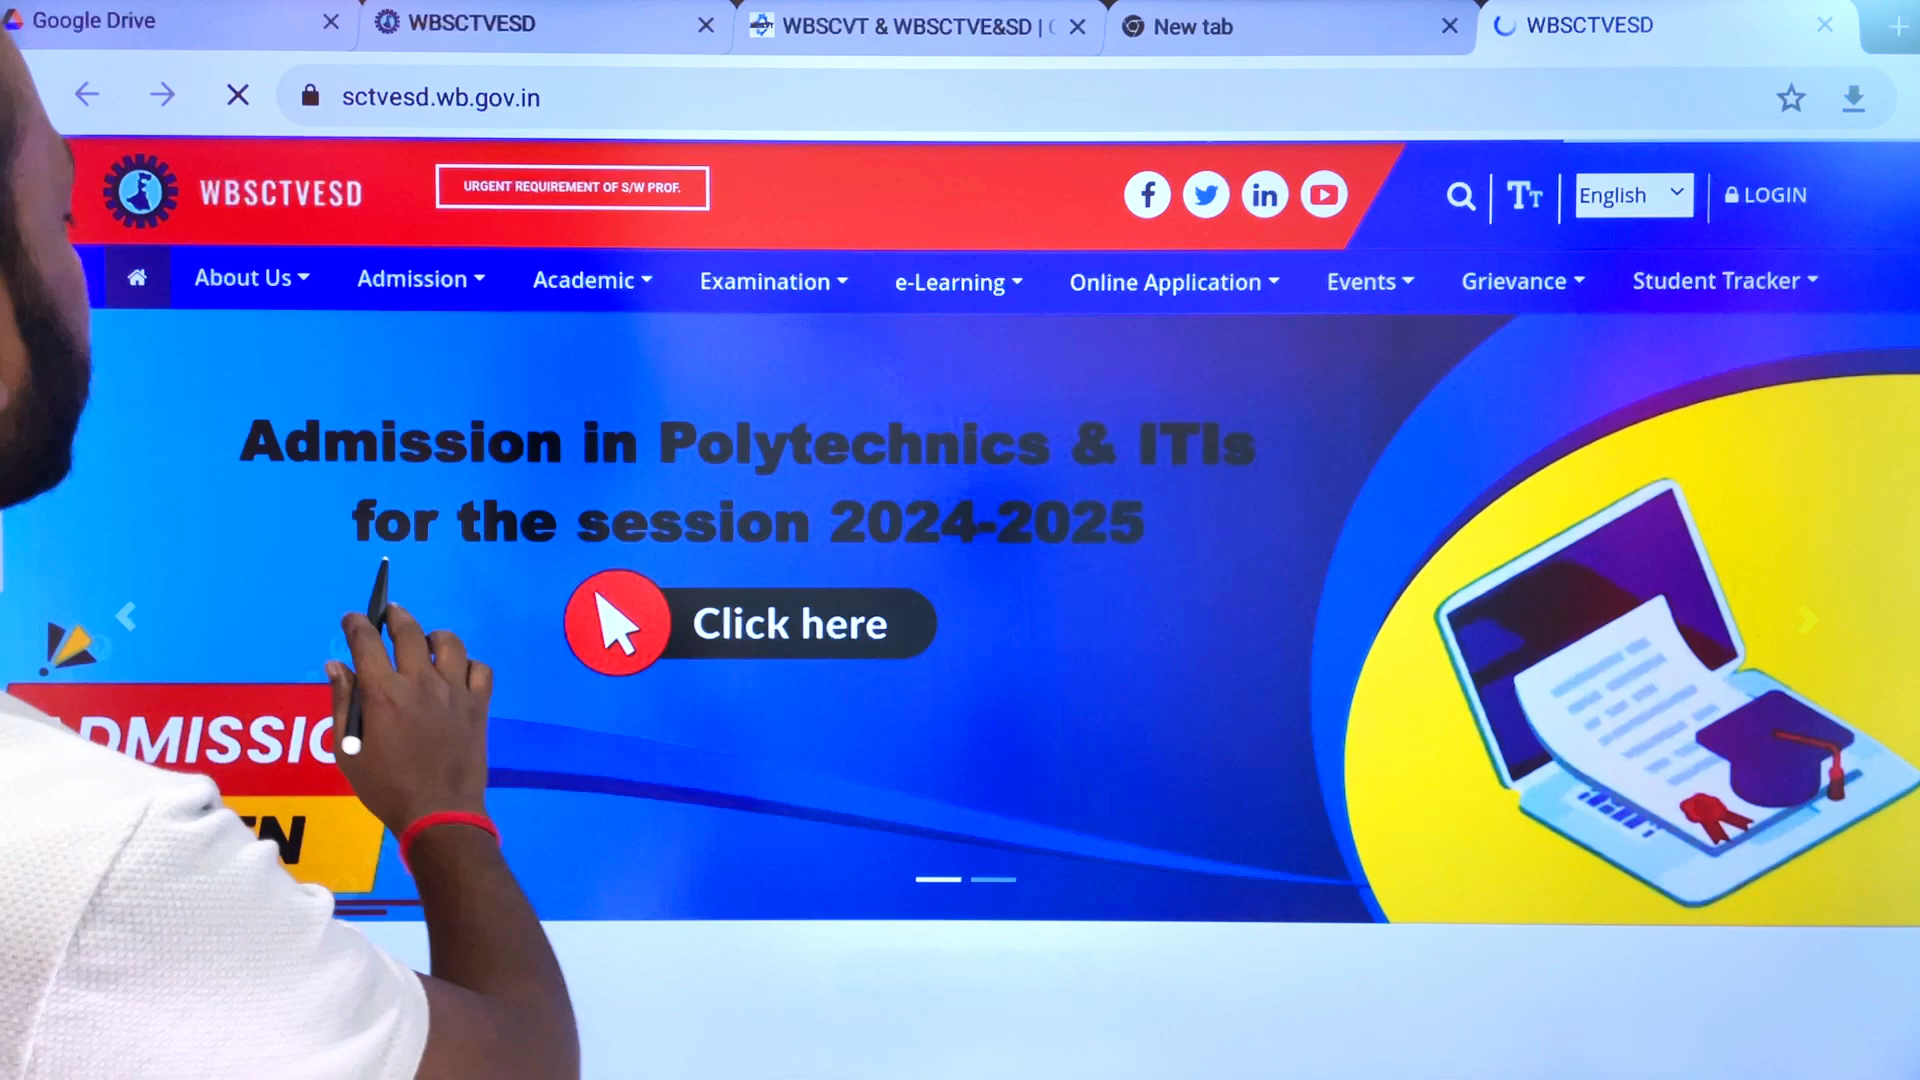 Google Drive
WBSCTVESD
WBSCVT & WBSCTVE&SD |
New tab
WBSCTVESD
sctvesd.wb.gov.in
WBSCTVESD
URGENT REQUIREMENT OF S/W PROF.
English
LOGIN
About Us
Admission
Academic
Examination
e-Learning
Online Application
Events
Grievance
Student Tracker
Admission in Polytechnics & ITIs
for the session 2024-2025
Click here